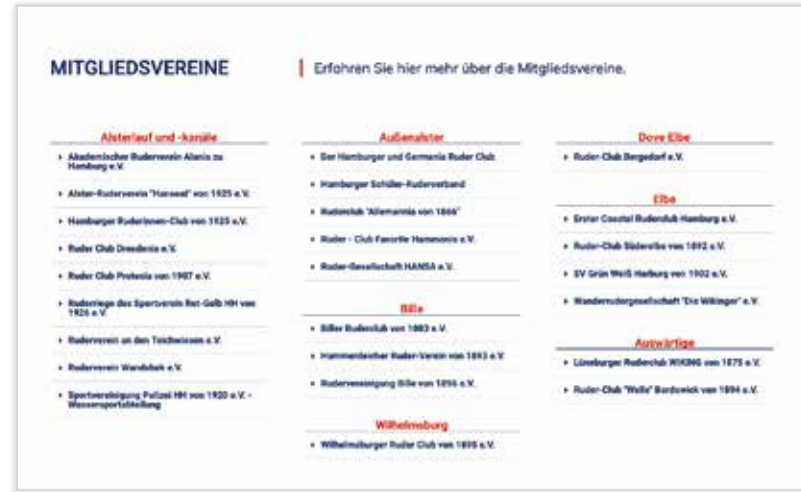 MITGLIEDSVEREINE
Erfahren Sie hier mehr über die Mitgliedsvereine.
Alsterlauf und -kanäle
Akademischer Ruderverein Alania zu
Hamburg e.V.
Alster-Ruderverein "Hanseat" von 1925 e.V.
Hamburger Ruderinnen-Club von 1925 e.V.
Ruder Club Dresdenia e.V.
Ruder Club Protesia von 1907 e.V.
Ruderriege des Sportverein Rot-Gelb HH von
1926 e.V.
Ruderverein an den Teichwiesen e.V.
Ruderverein Wandsbek e.V.
Sportvereinigung Polizei HH von 1920 e.V. -
Wassersportabteilung
Außenalster
Der Hamburger und Germania Ruder Club
Hamburger Schüler-Ruderverband
Ruderclub "Allemannia von 1866"
Ruder - Club Favorite Hammonia e.V.
Ruder-Gesellschaft HANSA e.V.
Bille
Biller Ruderclub von 1883 e.V.
Hammerdeicher Ruder-Verein von 1893 e.V.
Rudervereinigung Bille von 1896 e.V.
Wilhelmsburg
Wilhelmsburger Ruder Club von 1895 e.V.
Dove Elbe
Ruder-Club Bergedorf e.V.
Elbe
Erster Coastal Ruderclub Hamburg e.V.
Ruder-Club Süderelbe von 1892 e.V.
SV Grün Weiß Harburg von 1902 e.V.
Wanderrudergesellschaft "Die Wikinger" e.V.
Auswärtige
Lüneburger Ruderclub WIKING von 1875 e.V.
Ruder-Club "Welle" Bardowick von 1894 e.V.